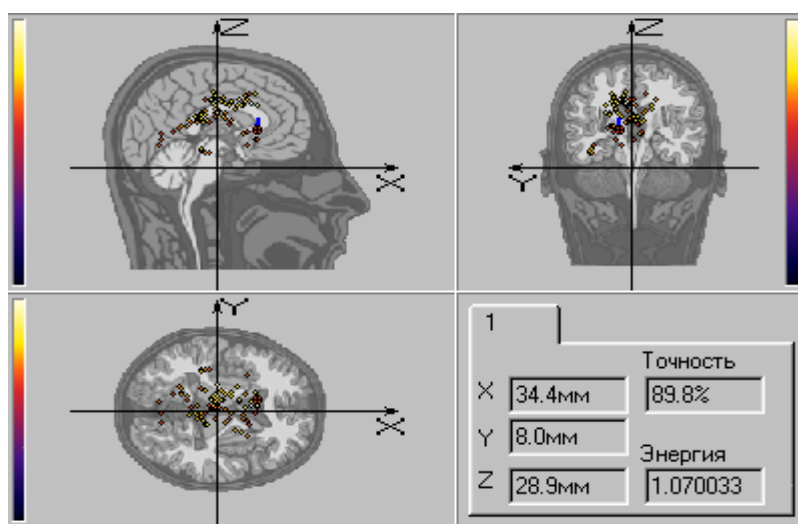 Z
X
Z
Y
Y
X
1
Точность
X 34.4мм 89.8%
Y 8.0мм
Энергия
Z 28.9мм 1.070033